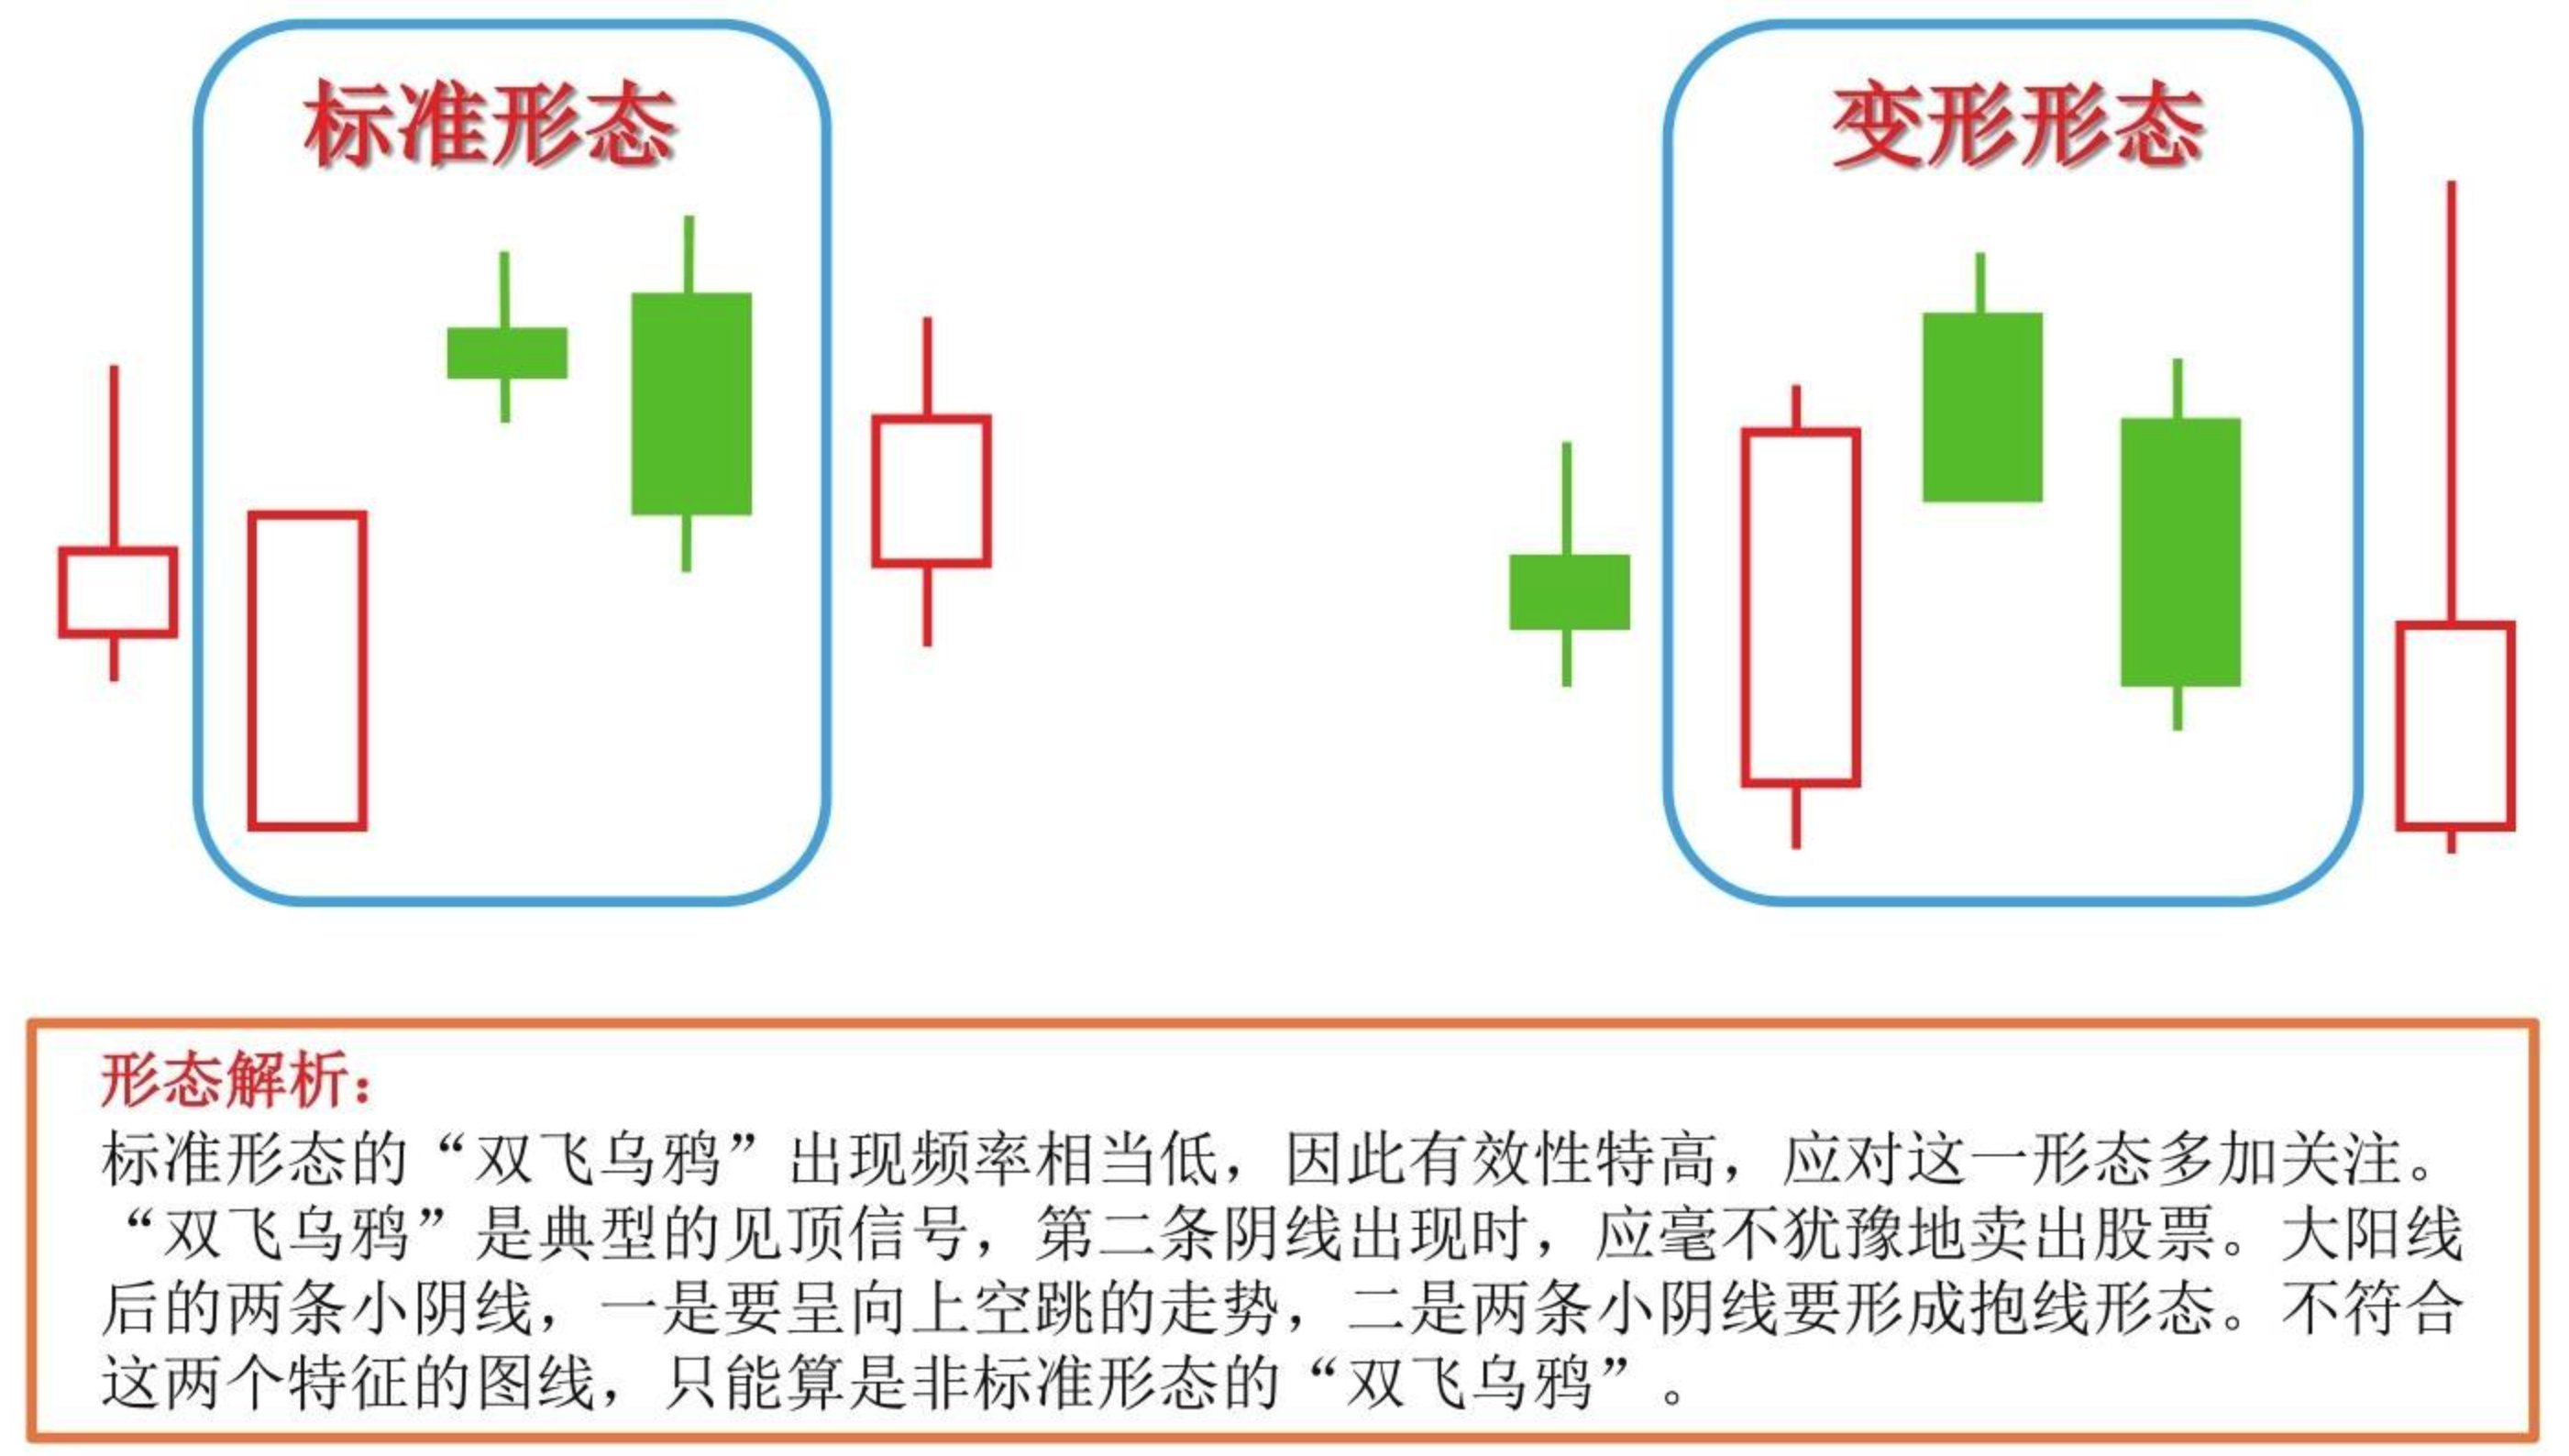 标准形态
变形形态
形态解析：
标准形态的“双飞乌鸦”出现频率相当低，因此有效性特高，应对这一形态多加关注。
“双飞乌鸦”是典型的见顶信号，第二条阴线出现时，应毫不犹豫地卖出股票。大阳线
后的两条小阴线，一是要呈向上空跳的走势，二是两条小阴线要形成抱线形态。不符合
这两个特征的图线，只能算是非标准形态的“双飞乌鸦”。